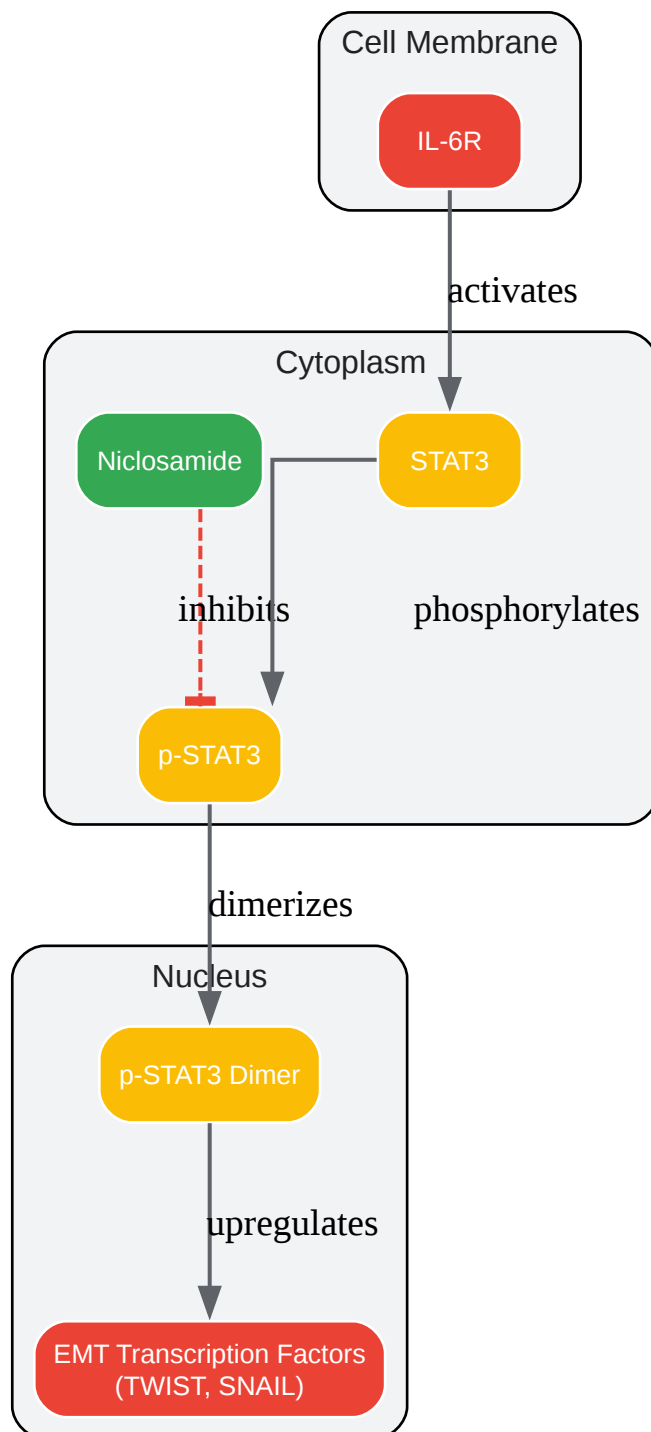 Cell Membrane
IL-6R
activates
Cytoplasm
Niclosamide
STAT3
inhibits
phosphorylates
p-STAT3
dimerizes
Nucleus
p-STAT3 Dimer
upregulates
EMT Transcription Factors
(TWIST, SNAIL)